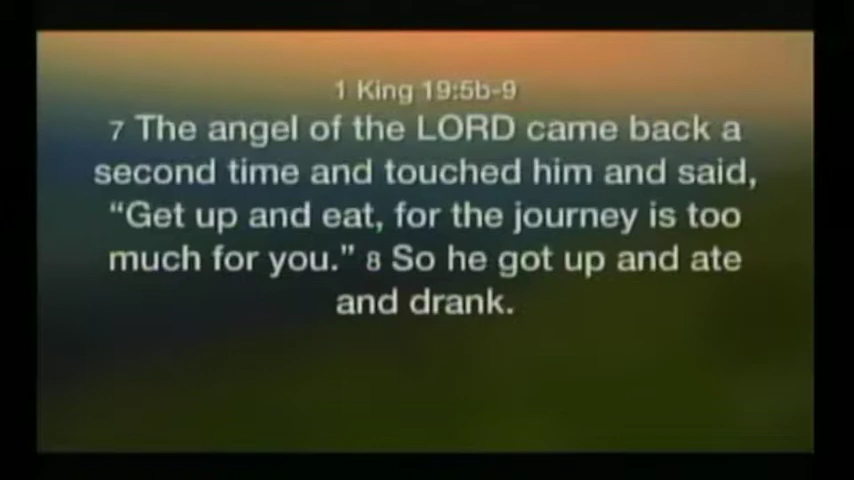 1 King 19:5b-9
7 The angel of the LORD came back a
second time and touched him and said,
“Get up and eat, for the journey is too
much for you.” 8 So he got up and ate
and drank.